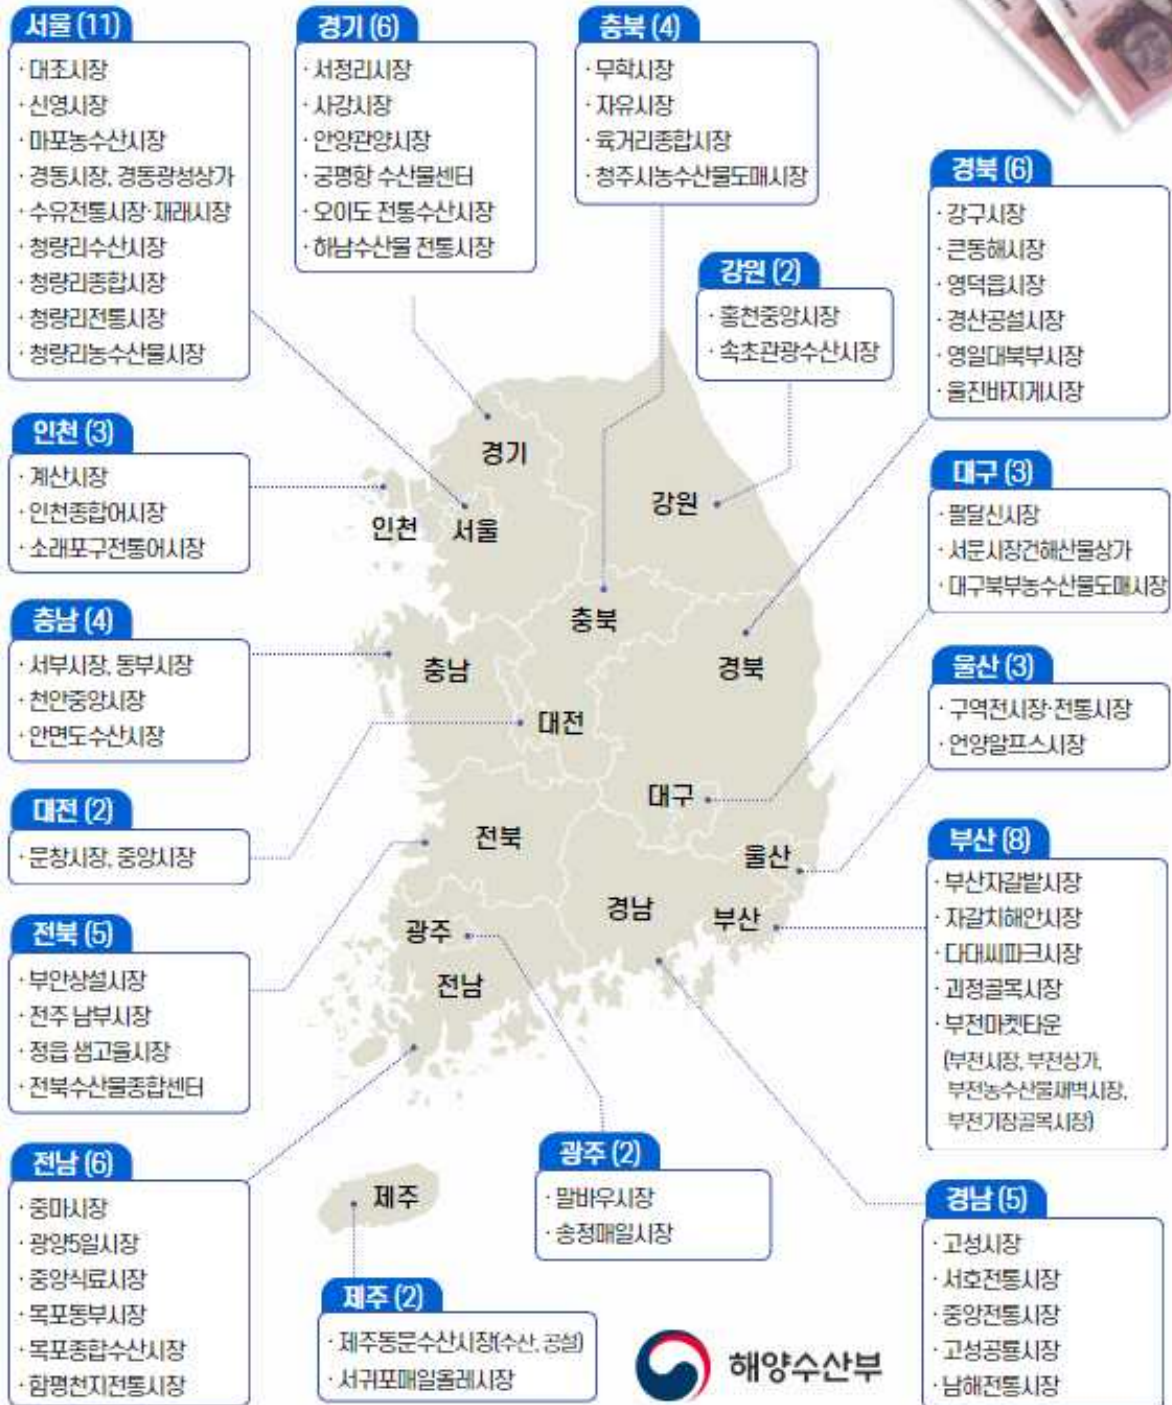 서울 (11)
· 대조시장
· 신영시장
· 마포농수산시장
· 경동시장, 경동광성상가
· 수유전통시장·재래시장
· 청량리수산시장
· 청량리종합시장
· 청량리전통시장
· 청량리농수산물시장
경기 (6)
· 서정리시장
· 사강시장
· 안양관양시장
· 궁평항 수산물센터
· 오이도 전통수산시장
· 하남수산물 전통시장
충북 (4)
· 무학시장
· 자유시장
· 육거리종합시장
· 청주시농수산물도매시장
강원 (2)
· 홍천중앙시장
· 속초관광수산시장
경북 (6)
· 강구시장
· 큰동해시장
· 영덕읍시장
· 경산공설시장
· 영일대북부시장
· 울진바지게시장
인천 (3)
· 계산시장
· 인천종합어시장
· 소래포구전통어시장
대구 (3)
· 팔달신시장
· 서문시장건해산물상가
· 대구북부농수산물도매시장
충남 (4)
· 서부시장, 동부시장
· 천안중앙시장
· 안면도수산시장
울산 (3)
· 구역전시장·전통시장
· 언양알프스시장
대전 (2)
· 문창시장, 중앙시장
부산 (8)
· 부산자갈밭시장
· 자갈치해안시장
· 다대씨파크시장
· 괴정골목시장
· 부전마켓타운
(부전시장, 부전상가,
부전농수산물새벽시장,
부전기장골목시장)
전북 (5)
· 부안상설시장
· 전주 남부시장
· 정읍 샘고을시장
· 전북수산물종합센터
전남 (6)
· 중마시장
· 광양5일시장
· 중앙식료시장
· 목포동부시장
· 목포종합수산시장
· 함평천지전통시장
광주 (2)
· 말바우시장
· 송정매일시장
경남 (5)
· 고성시장
· 서호전통시장
· 중앙전통시장
· 고성공룡시장
· 남해전통시장
제주 (2)
· 제주동문수산시장(수산, 공설)
· 서귀포매일올레시장
경기
강원
인천
서울
충북
충남
경북
대전
대구
전북
울산
경남
부산
광주
전남
제주
해양수산부